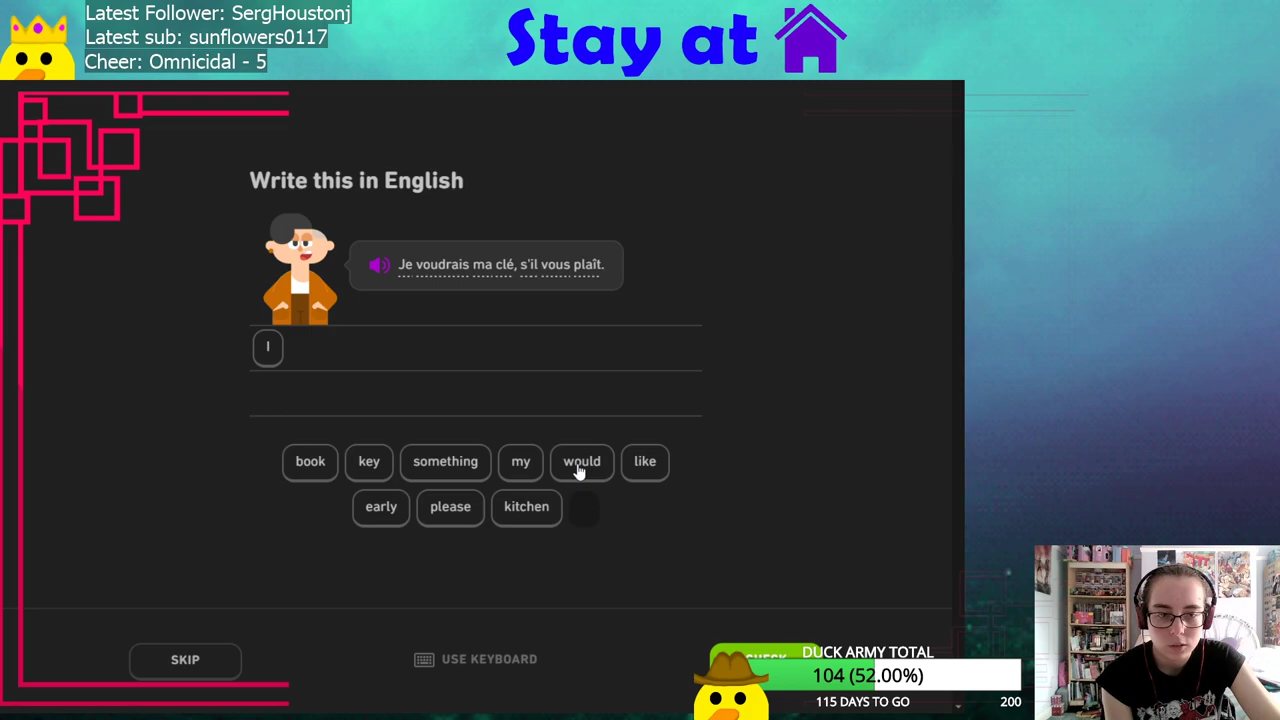 Latest Follower: SergHoustonj
Latest sub: sunflowers0117
Cheer: Omnicidal - 5
Stay at
Write this in English
Je voudrais ma clé, s'il vous plaît.
I
book key something my would like
early please kitchen
SKIP
USE KEYBOARD
DUCK ARMY TOTAL
104 (52.00%)
115 DAYS TO GO
200